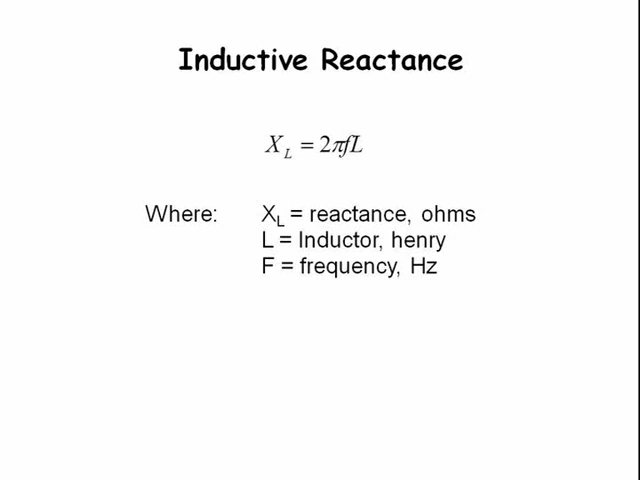 Inductive Reactance
X_L = 2πfL
Where: X_L = reactance, ohms
L = Inductor, henry
F = frequency, Hz